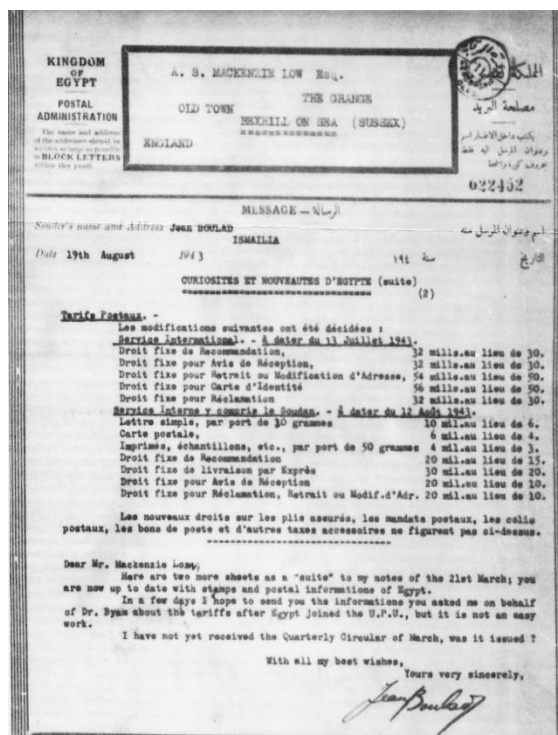 KINGDOM
OF
EGYPT
POSTAL
ADMINISTRATION
The name and address
of the addressee should be
written as large as possible
in BLOCK LETTERS
within this panel.
A. S. MACKENZIE LOW Esq.
THE GRANGE
OLD TOWN
BEXHILL ON SEA (SUSSEX)
ENGLAND
مصلحة البريد
022452
MESSAGE — الرسالة
Sender's name and Address Jean BOULAD
اسم وعنوان المرسل منه
ISMAILIA
Date 19th August 1943
سنة ١٩٤
التاريخ
CURIOSITES ET NOUVEAUTES D'EGYPTE (suite)
(2)
Tarifs Postaux. -
Les modifications suivantes ont été décidées :
Service International. - A dater du 13 Juillet 1943.
Droit fixe de Recommandation, 32 mills.au lieu de 30.
Droit fixe pour Avis de Réception, 32 mills.au lieu de 30.
Droit fixe pour Retrait ou Modification d'Adresse, 54 mills.au lieu de 50.
Droit fixe pour Carte d'Identité 56 mills.au lieu de 50.
Droit fixe pour Réclamation 32 mills.au lieu de 30.
Service Interne y compris le Soudan. - A dater du 12 Août 1943.
Lettre simple, par port de 30 grammes 10 mil.au lieu de 6.
Carte postale, 6 mil.au lieu de 4.
Imprimés, échantillons, etc., par port de 50 grammes 4 mil.au lieu de 3.
Droit fixe de Recommandation 20 mil.au lieu de 15.
Droit fixe de livraison par Exprès 30 mil.au lieu de 20.
Droit fixe pour Avis de Réception 20 mil.au lieu de 10.
Droit fixe pour Réclamation, Retrait ou Modif.d'Adr. 20 mil.au lieu de 10.
Les nouveaux droits sur les plis assurés, les mandats postaux, les colis
postaux, les bons de poste et d'autres taxes accessoires ne figurent pas ci-dessus.
Dear Mr. Mackenzie Low,
Here are two more sheets as a "suite" to my notes of the 21st March; you
are now up to date with stamps and postal informations of Egypt.
In a few days I hope to send you the informations you asked me on behalf
of Dr. Byam about the tariffs after Egypt joined the U.P.U., but it is not an easy
work.
I have not yet received the Quarterly Circular of March, was it issued ?
With all my best wishes,
Yours very sincerely,
Jean Boulad